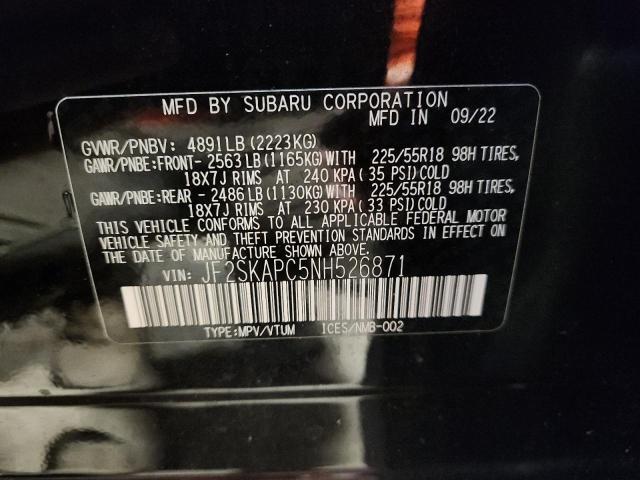 MFD BY SUBARU CORPORATION
MFD IN 09/22
GVWR/PNBV: 4891LB(2223KG)
GAWR/PNBE:FRONT- 2563LB(1165KG)WITH 225/55R18 98H TIRES,
18X7J RIMS AT 240 KPA(35 PSI)COLD
GAWR/PNBE:REAR - 2486LB(1130KG)WITH 225/55R18 98H TIRES,
18X7J RIMS AT 230 KPA(33 PSI)COLD
THIS VEHICLE CONFORMS TO ALL APPLICABLE FEDERAL MOTOR
VEHICLE SAFETY AND THEFT PREVENTION STANDARDS IN EFFECT
ON THE DATE OF MANUFACTURE SHOWN ABOVE.
VIN: JF2SKAPC5NH526871
TYPE:MPV/VTUM ICES/NMB-002